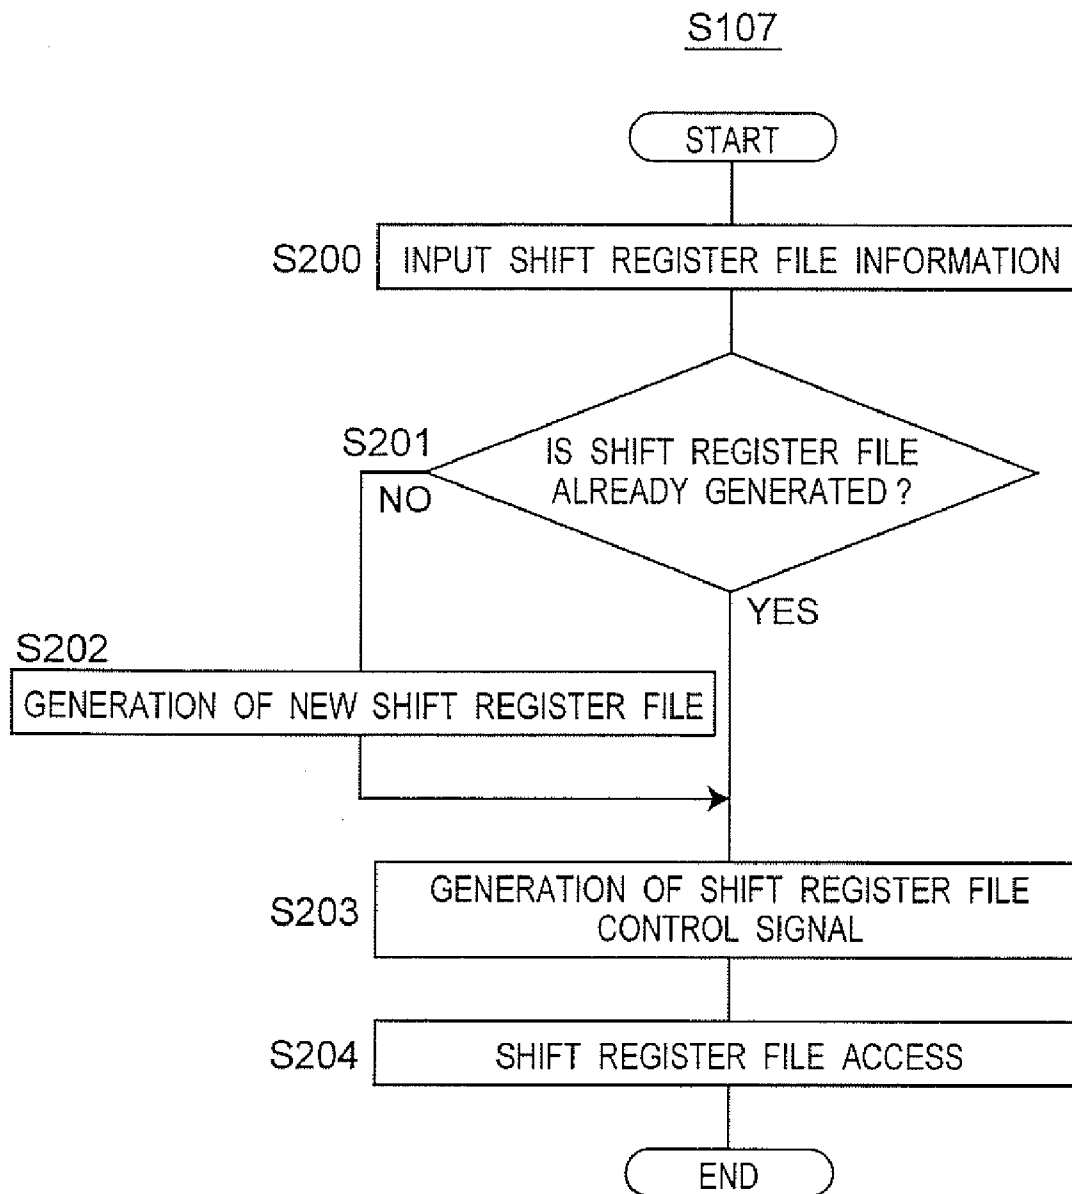 S107
START
S200
INPUT SHIFT REGISTER FILE INFORMATION
S201
IS SHIFT REGISTER FILE
ALREADY GENERATED?
NO
YES
S202
GENERATION OF NEW SHIFT REGISTER FILE
S203
GENERATION OF SHIFT REGISTER FILE
CONTROL SIGNAL
S204
SHIFT REGISTER FILE ACCESS
END